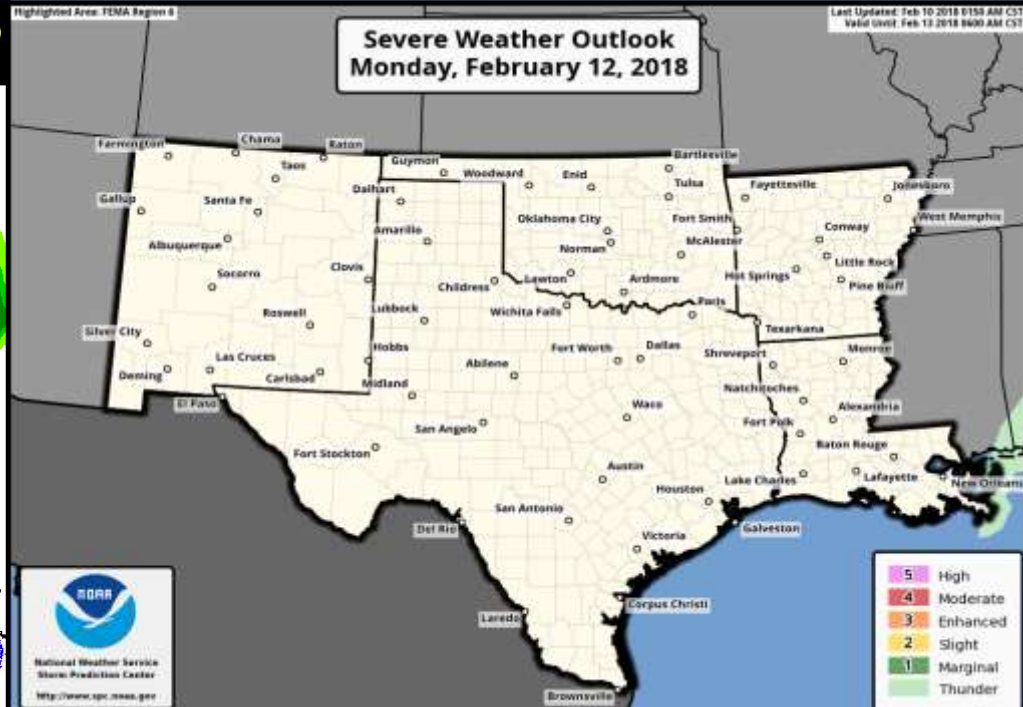 Highlighted Area: FEMA Region 6
Last Updated: Feb 10 2018 0150 AM CST
Valid Until: Feb 13 2018 0600 AM CST
Severe Weather Outlook
Monday, February 12, 2018
Farmington
Chama
Raton
Guymon
Bartlesville
Taos
Woodward
Enid
Dalhart
Tulsa
Fayetteville
Jonesboro
Gallup
Santa Fe
Oklahoma City
Fort Smith
West Memphis
Amarillo
Conway
Albuquerque
Norman
McAlester
Little Rock
Socorro
Clovis
Childress
Lawton
Ardmore
Hot Springs
Pine Bluff
Roswell
Lubbock
Wichita Falls
Paris
Texarkana
Silver City
Hobbs
Fort Worth
Dallas
Shreveport
Monroe
Las Cruces
Abilene
Deming
Carlsbad
Midland
Natchitoches
El Paso
Waco
Alexandria
San Angelo
Fort Polk
Baton Rouge
Fort Stockton
Austin
Lake Charles
Lafayette
New Orleans
Houston
San Antonio
Del Rio
Galveston
Victoria
Corpus Christi
Laredo
Brownsville
NOAA
National Weather Service
Storm Prediction Center
http://www.spc.noaa.gov
5 High
4 Moderate
3 Enhanced
2 Slight
1 Marginal
Thunder